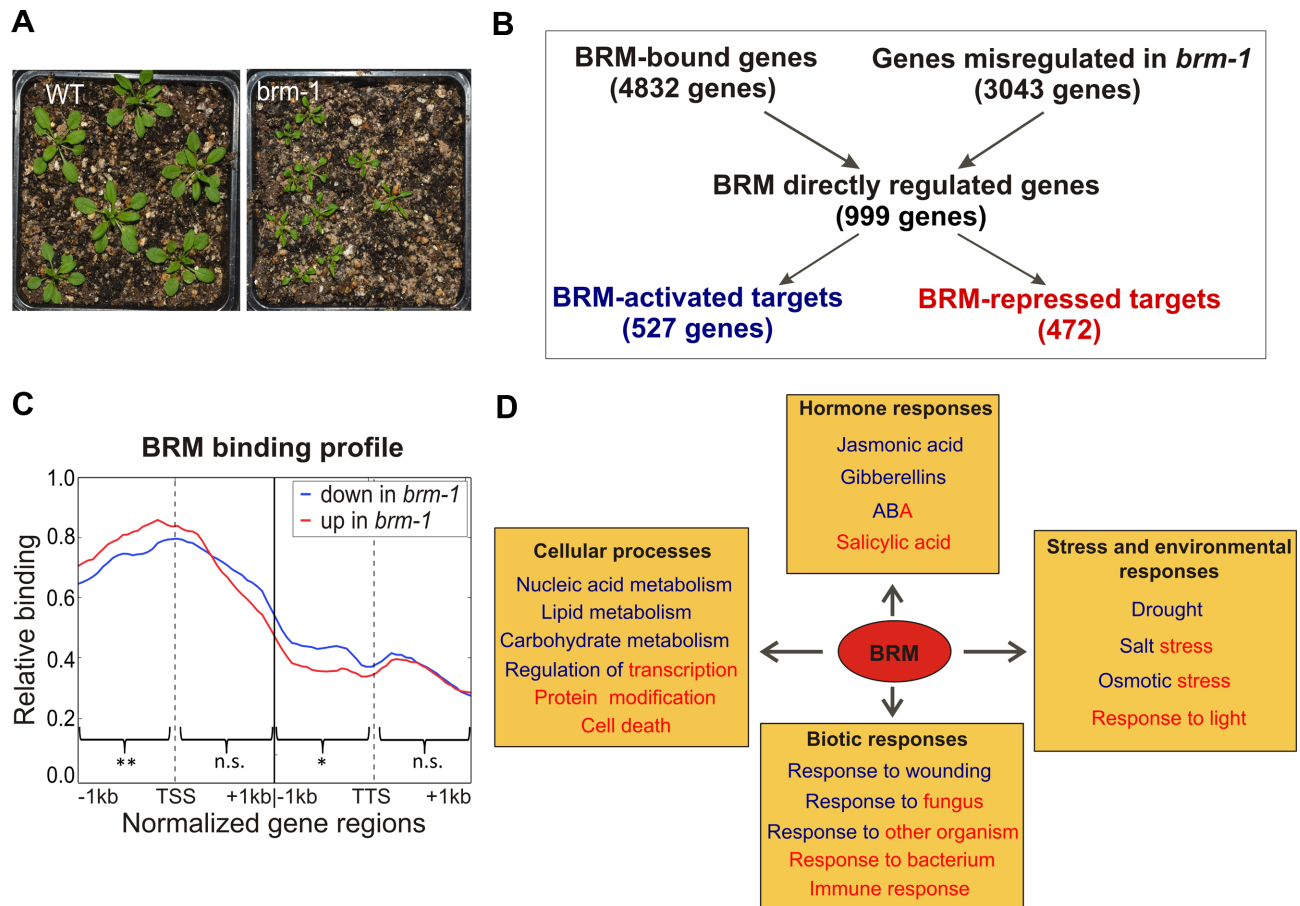 A
WT
brm-1
B
BRM-bound genes
(4832 genes)
Genes misregulated in brm-1
(3043 genes)
BRM directly regulated genes
(999 genes)
BRM-activated targets
(527 genes)
BRM-repressed targets
(472)
C
BRM binding profile
Relative binding
1.0
0.8
0.6
0.4
0.2
0.0
down in brm-1
up in brm-1
**
n.s.
*
n.s.
-1kb
TSS
+1kb
-1kb
TTS
+1kb
Normalized gene regions
D
Hormone responses
Jasmonic acid
Gibberellins
ABA
Salicylic acid
Cellular processes
Nucleic acid metabolism
Lipid metabolism
Carbohydrate metabolism
Regulation of transcription
Protein modification
Cell death
BRM
Stress and environmental
responses
Drought
Salt stress
Osmotic stress
Response to light
Biotic responses
Response to wounding
Response to fungus
Response to other organism
Response to bacterium
Immune response